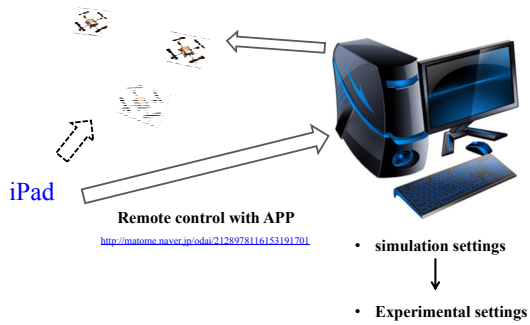 iPad
Remote control with APP
http://matome.naver.jp/odai/2128978116153191701
• simulation settings
• Experimental settings